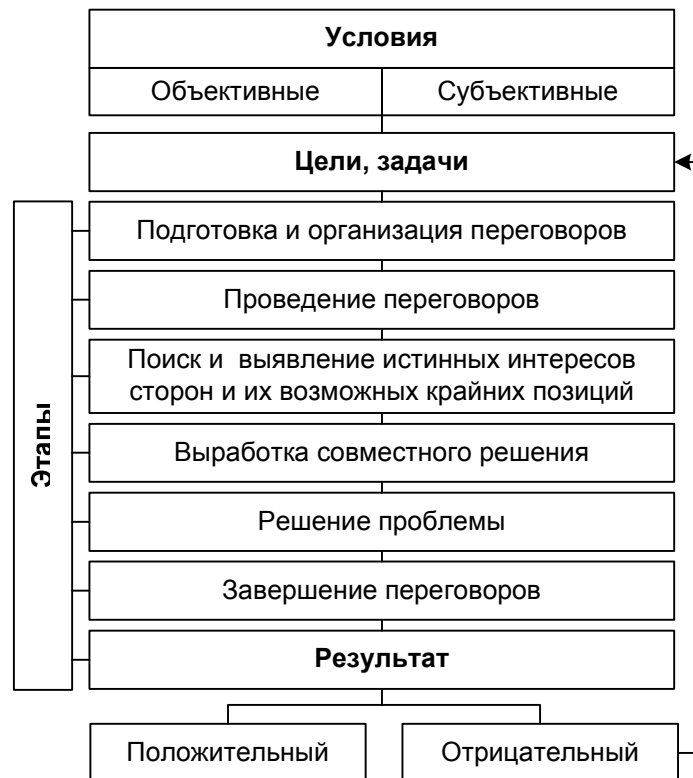 Условия
Объективные
Субъективные
Цели, задачи
Этапы
Подготовка и организация переговоров
Проведение переговоров
Поиск и выявление истинных интересов
сторон и их возможных крайних позиций
Выработка совместного решения
Решение проблемы
Завершение переговоров
Результат
Положительный
Отрицательный